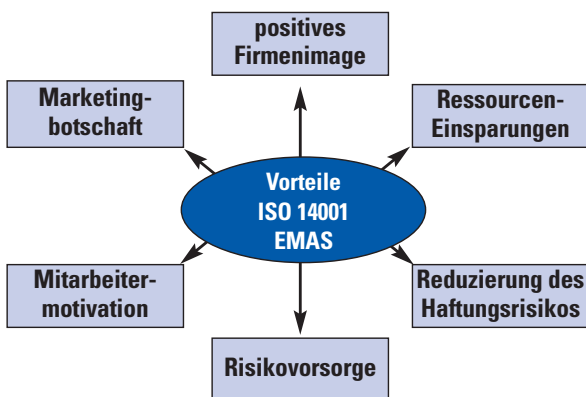 positives
Firmenimage
Marketing-
botschaft
Ressourcen-
Einsparungen
Vorteile
ISO 14001
EMAS
Mitarbeiter-
motivation
Reduzierung des
Haftungsrisikos
Risikovorsorge